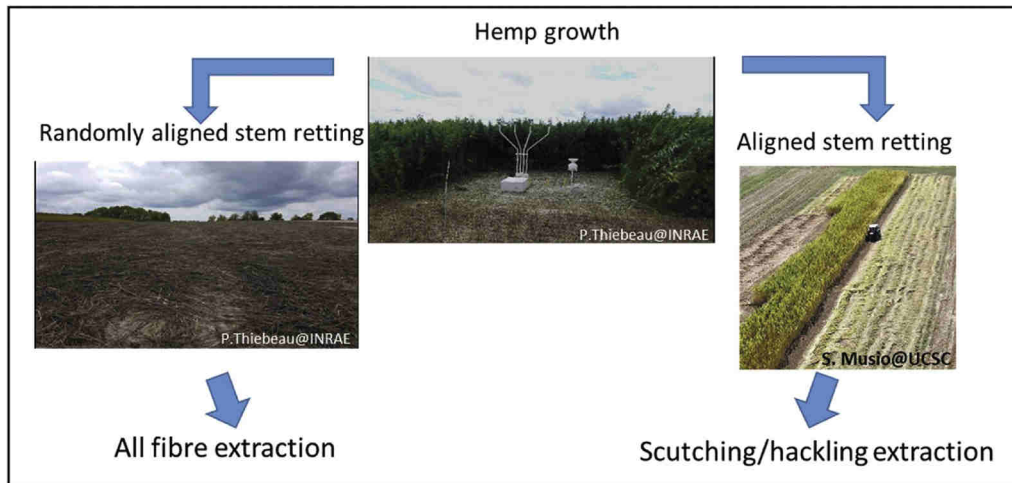 Hemp growth
Randomly aligned stem retting
Aligned stem retting
P.Thiebeau@INRAE
P.Thiebeau@INRAE
S. Musio@UCSC
All fibre extraction
Scutching/hackling extraction